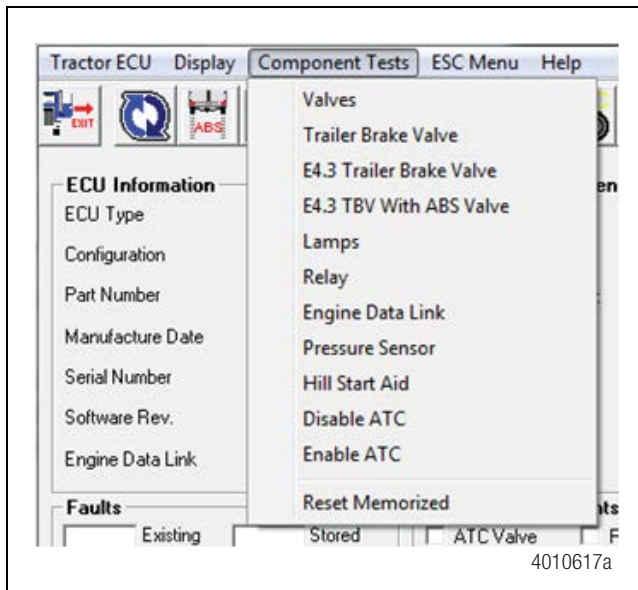 Tractor ECU Display Component Tests ESC Menu Help
EXIT ABS
Valves
Trailer Brake Valve
E4.3 Trailer Brake Valve
E4.3 TBV With ABS Valve
Lamps
Relay
Engine Data Link
Pressure Sensor
Hill Start Aid
Disable ATC
Enable ATC
Reset Memorized
ECU Information
ECU Type
Configuration
Part Number
Manufacture Date
Serial Number
Software Rev.
Engine Data Link
Faults
Existing Stored ATC Valve
4010617a